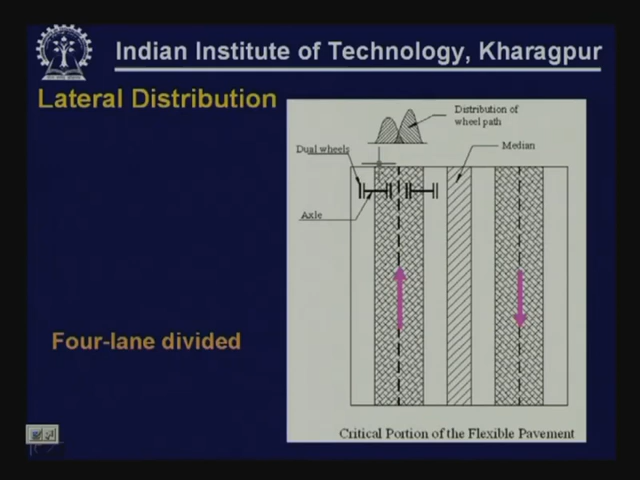 Indian Institute of Technology, Kharagpur
Lateral Distribution
Distribution of
wheel path
Dual wheels
Median
Axle
Four-lane divided
Critical Portion of the Flexible Pavement